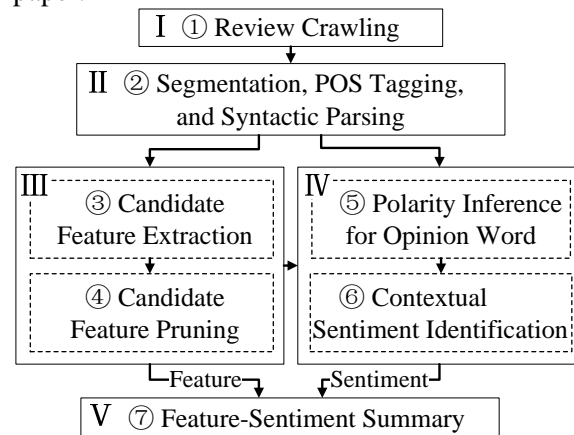 paper.
Ⅰ ① Review Crawling
Ⅱ ② Segmentation, POS Tagging,
and Syntactic Parsing
Ⅲ
③ Candidate
Feature Extraction
④ Candidate
Feature Pruning
Ⅳ
⑤ Polarity Inference
for Opinion Word
⑥ Contextual
Sentiment Identification
Feature
Sentiment
Ⅴ ⑦ Feature-Sentiment Summary